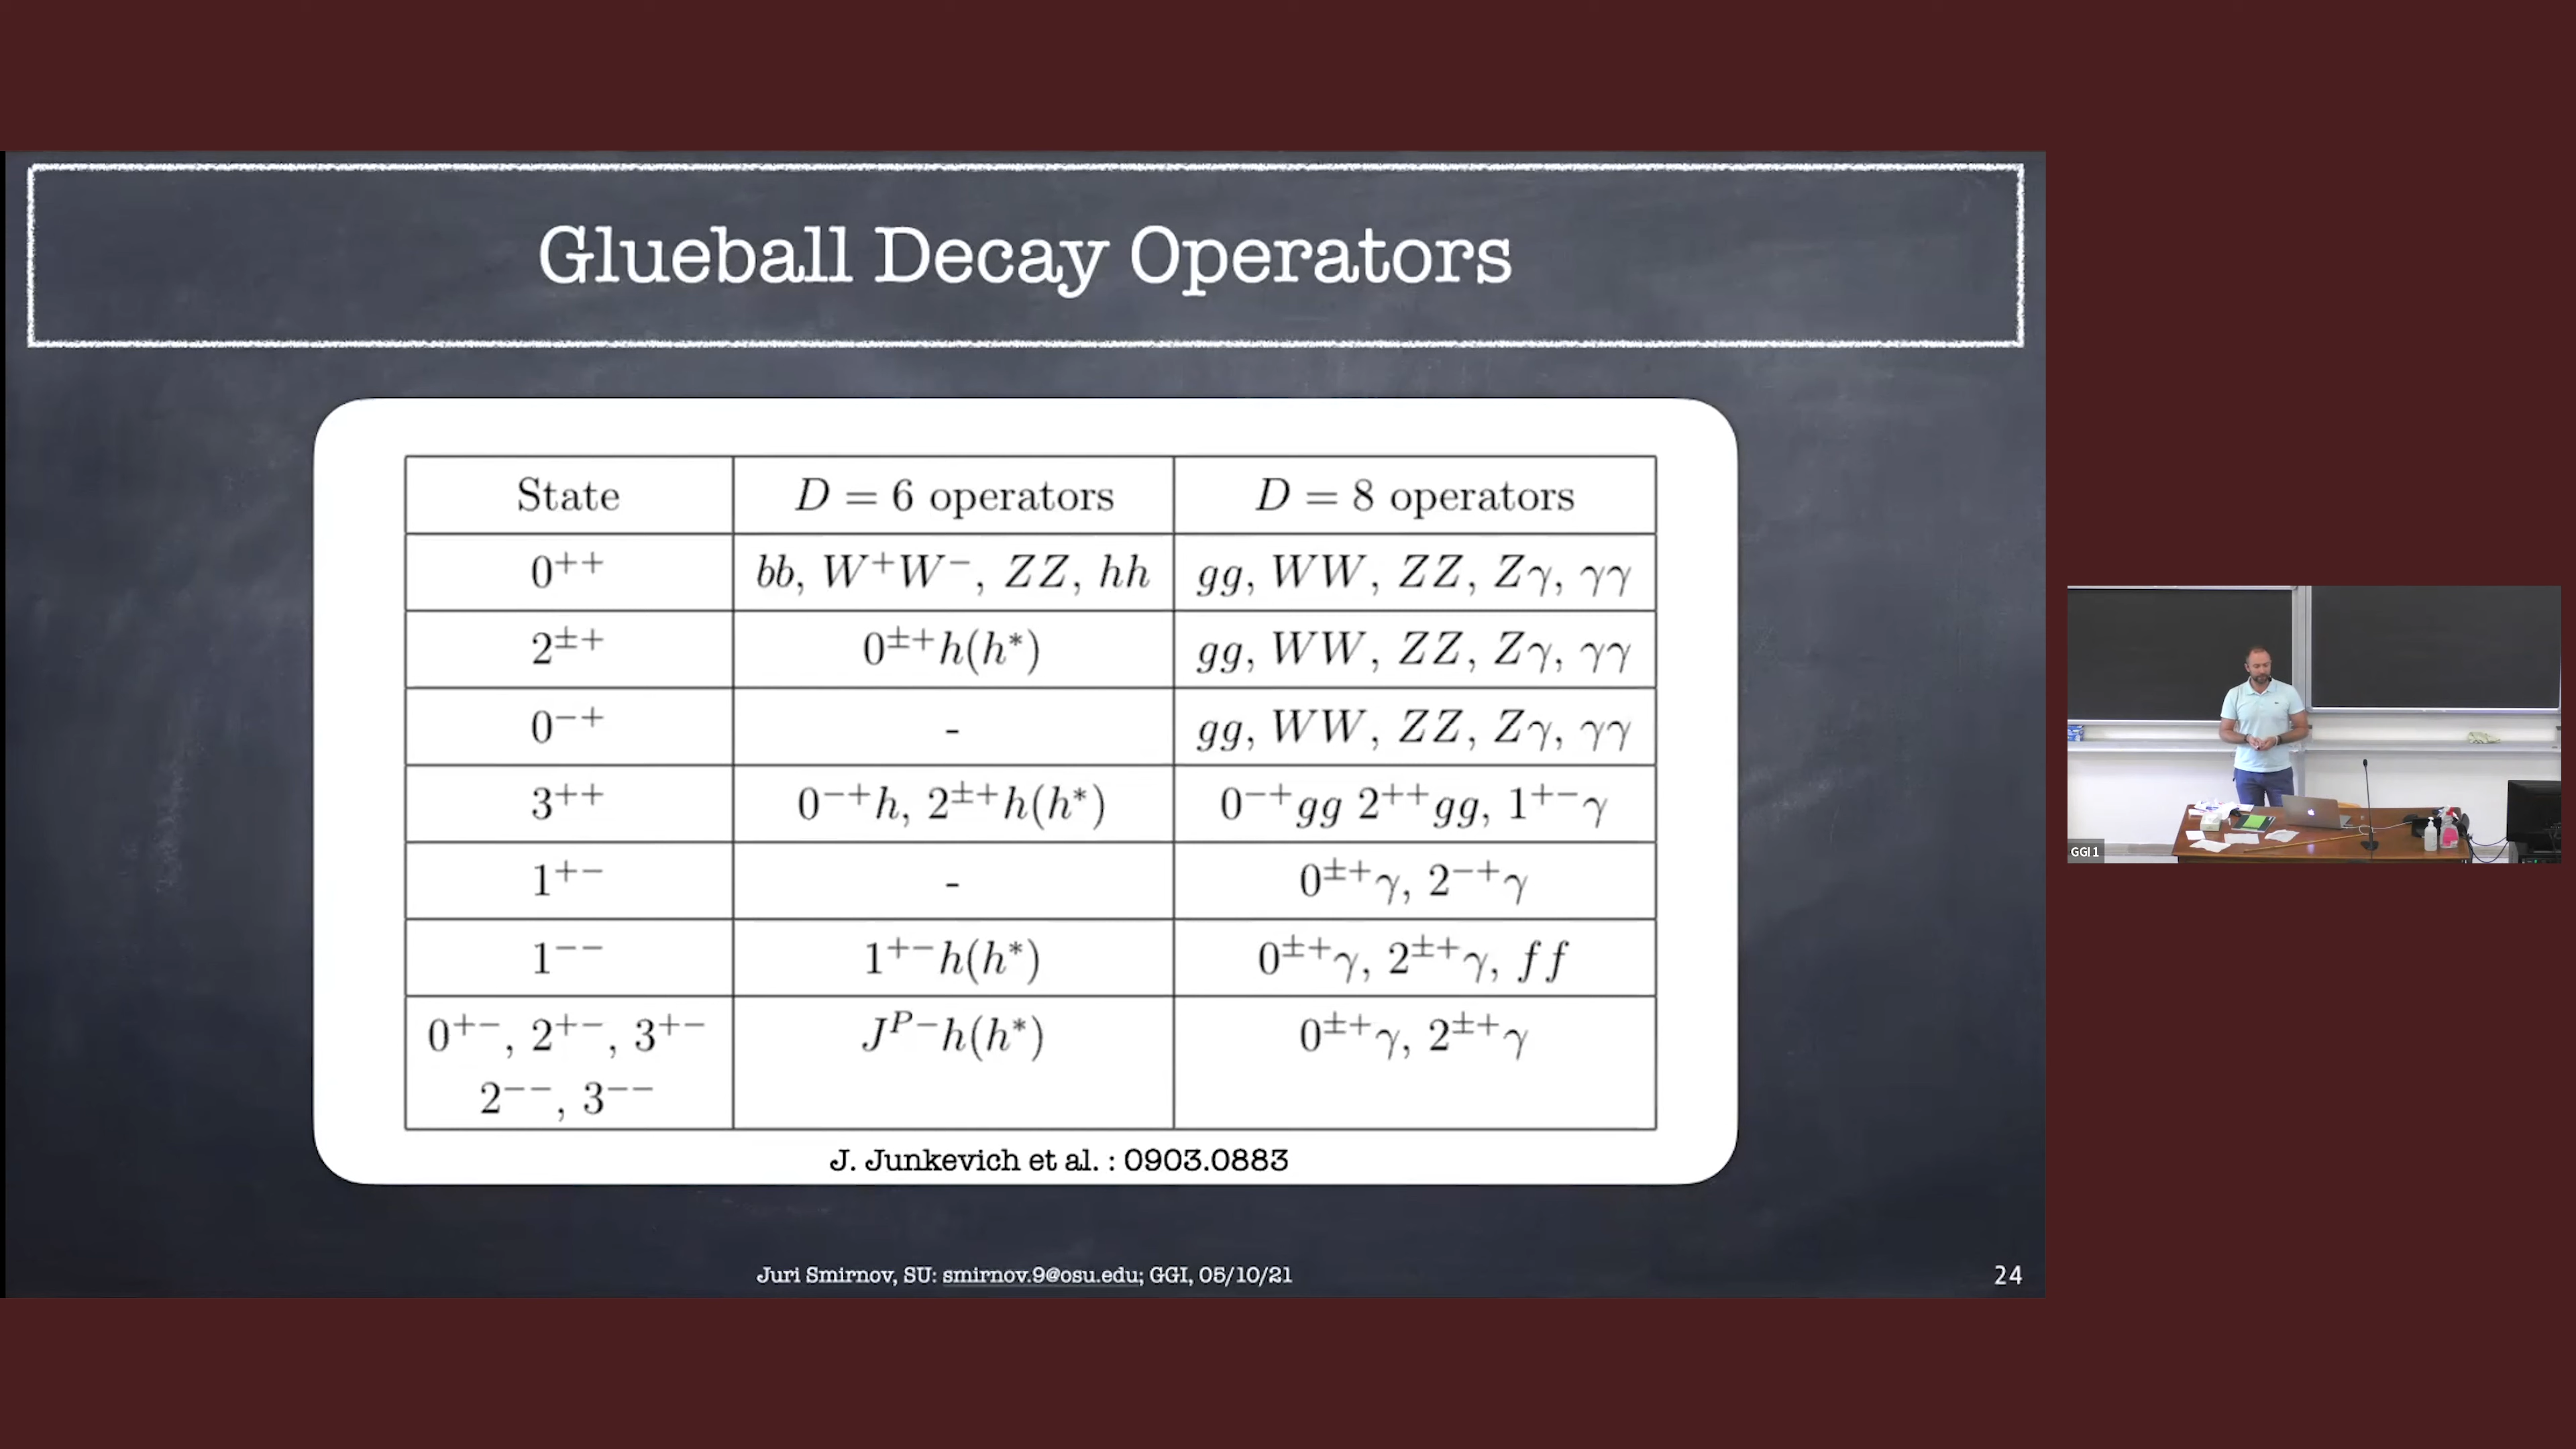 Glueball Decay Operators
State D = 6 operators D = 8 operators
0⁺⁺ bb, W⁺W⁻, ZZ, hh gg, WW, ZZ, Zγ, γγ
2^{±+} 0^{±+}h(h*) gg, WW, ZZ, Zγ, γγ
0⁻⁺ - gg, WW, ZZ, Zγ, γγ
3⁺⁺ 0⁻⁺h, 2^{±+}h(h*) 0⁻⁺gg 2⁺⁺gg, 1⁺⁻γ
1⁺⁻ - 0^{±+}γ, 2⁻⁺γ
1⁻⁻ 1⁺⁻h(h*) 0^{±+}γ, 2^{±+}γ, ff
0⁺⁻, 2⁺⁻, 3⁺⁻ J^{P−}h(h*) 0^{±+}γ, 2^{±+}γ
2⁻⁻, 3⁻⁻
J. Junkevich et al. : 0903.0883
Juri Smirnov, SU: smirnov.9@osu.edu; GGI, 05/10/21
24
GGI 1